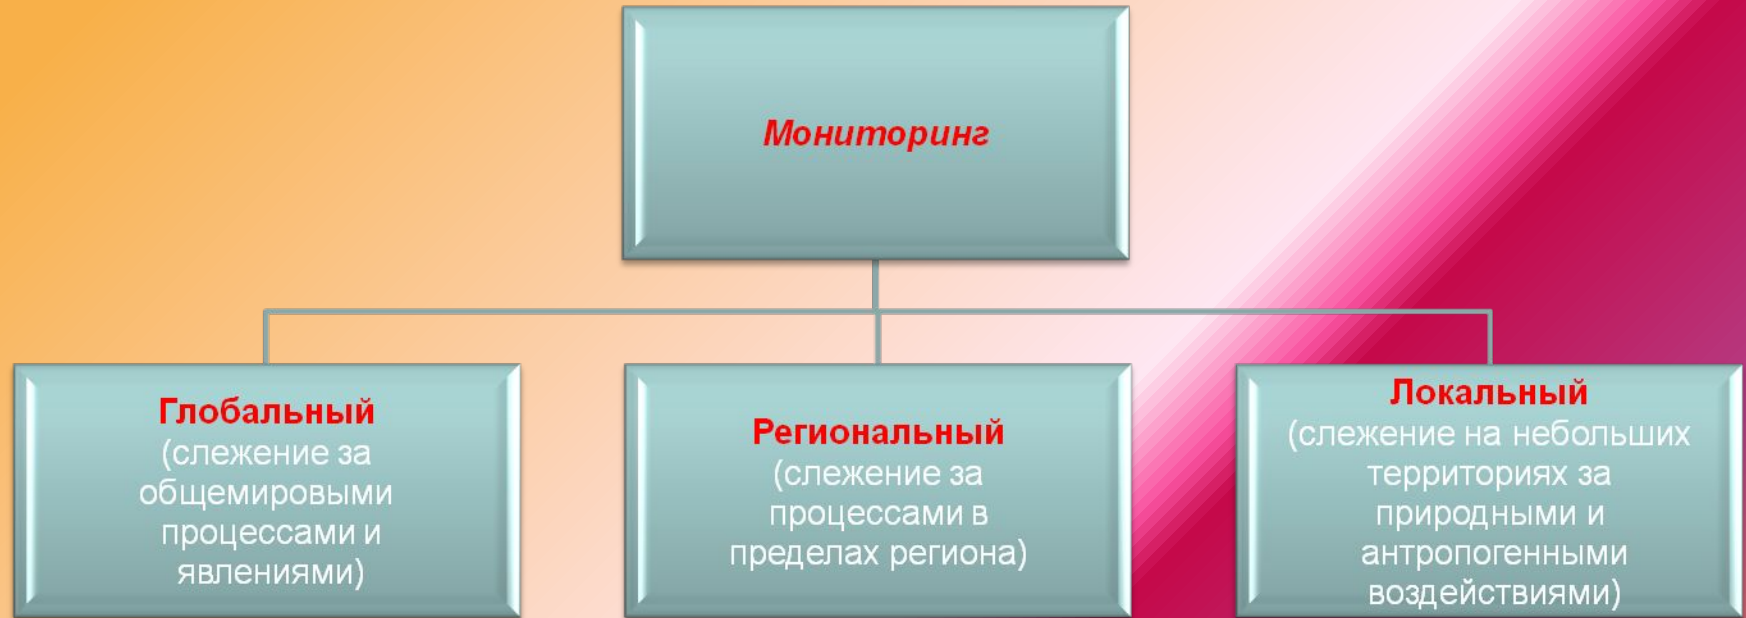 Мониторинг
Глобальный
(слежение за
общемировыми
процессами и
явлениями)
Региональный
(слежение за
процессами в
пределах региона)
Локальный
(слежение на небольших
территориях за
природными и
антропогенными
воздействиями)